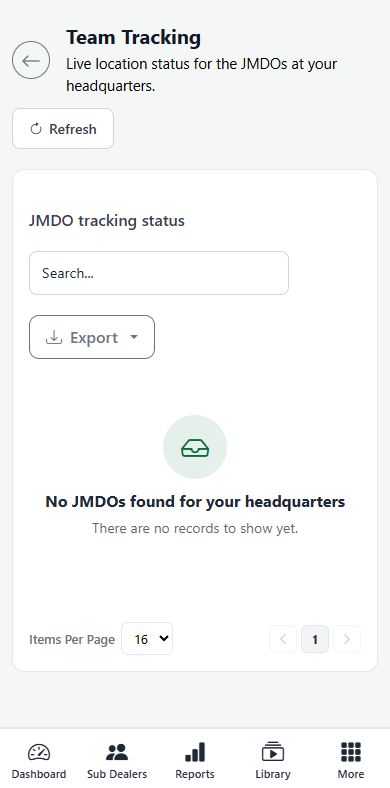 Team Tracking
Live location status for the JMDOs at your
headquarters.
Refresh
JMDO tracking status
Search...
Export
No JMDOs found for your headquarters
There are no records to show yet.
Items Per Page 16 1
Dashboard Sub Dealers Reports Library More